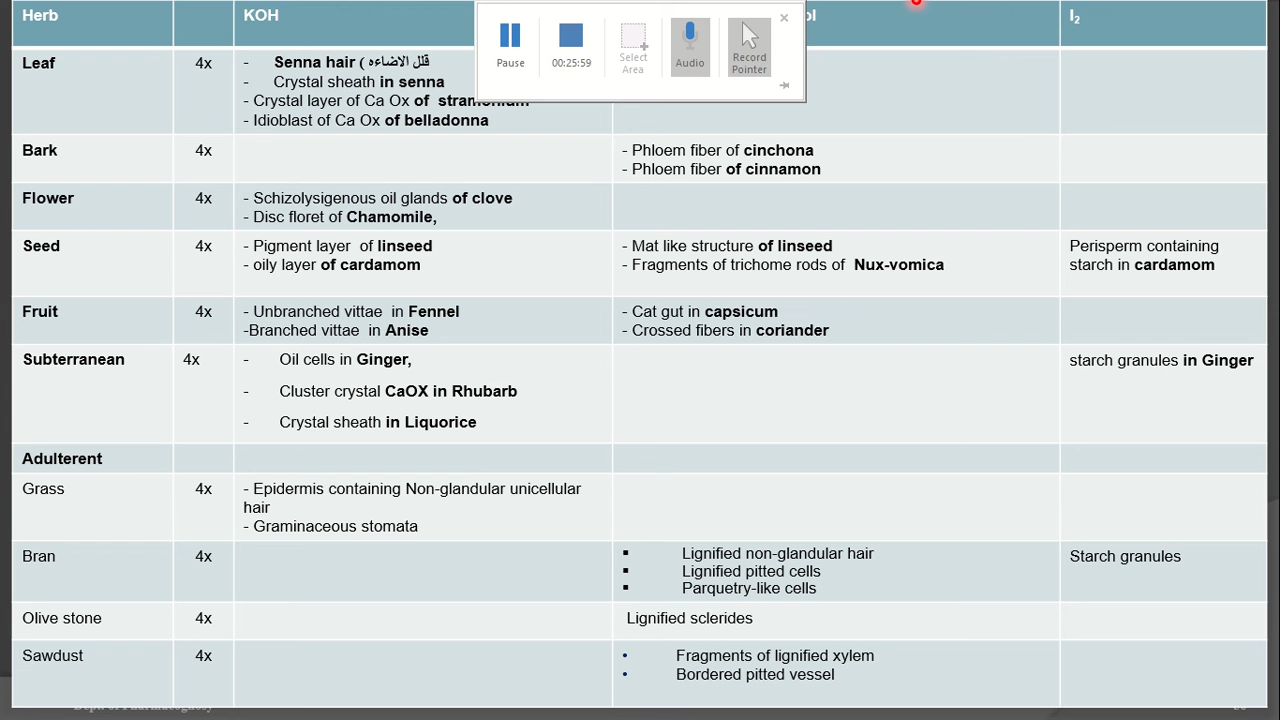 Herb KOH ol I₂
Leaf 4x - Senna hair ( قلل الاضاءه
- Crystal sheath in senna
- Crystal layer of Ca Ox of stramonium
- Idioblast of Ca Ox of belladonna
Bark 4x - Phloem fiber of cinchona
- Phloem fiber of cinnamon
Flower 4x - Schizolysigenous oil glands of clove
- Disc floret of Chamomile,
Seed 4x - Pigment layer of linseed - Mat like structure of linseed Perisperm containing
- oily layer of cardamom - Fragments of trichome rods of Nux-vomica starch in cardamom
Fruit 4x - Unbranched vittae in Fennel - Cat gut in capsicum
-Branched vittae in Anise - Crossed fibers in coriander
Subterranean 4x - Oil cells in Ginger, starch granules in Ginger
- Cluster crystal CaOX in Rhubarb
- Crystal sheath in Liquorice
Adulterent
Grass 4x - Epidermis containing Non-glandular unicellular
hair
- Graminaceous stomata
Bran 4x ▪ Lignified non-glandular hair Starch granules
▪ Lignified pitted cells
▪ Parquetry-like cells
Olive stone 4x Lignified sclerides
Sawdust 4x • Fragments of lignified xylem
• Bordered pitted vessel
Pause 00:25:59 Select Area Audio Record Pointer